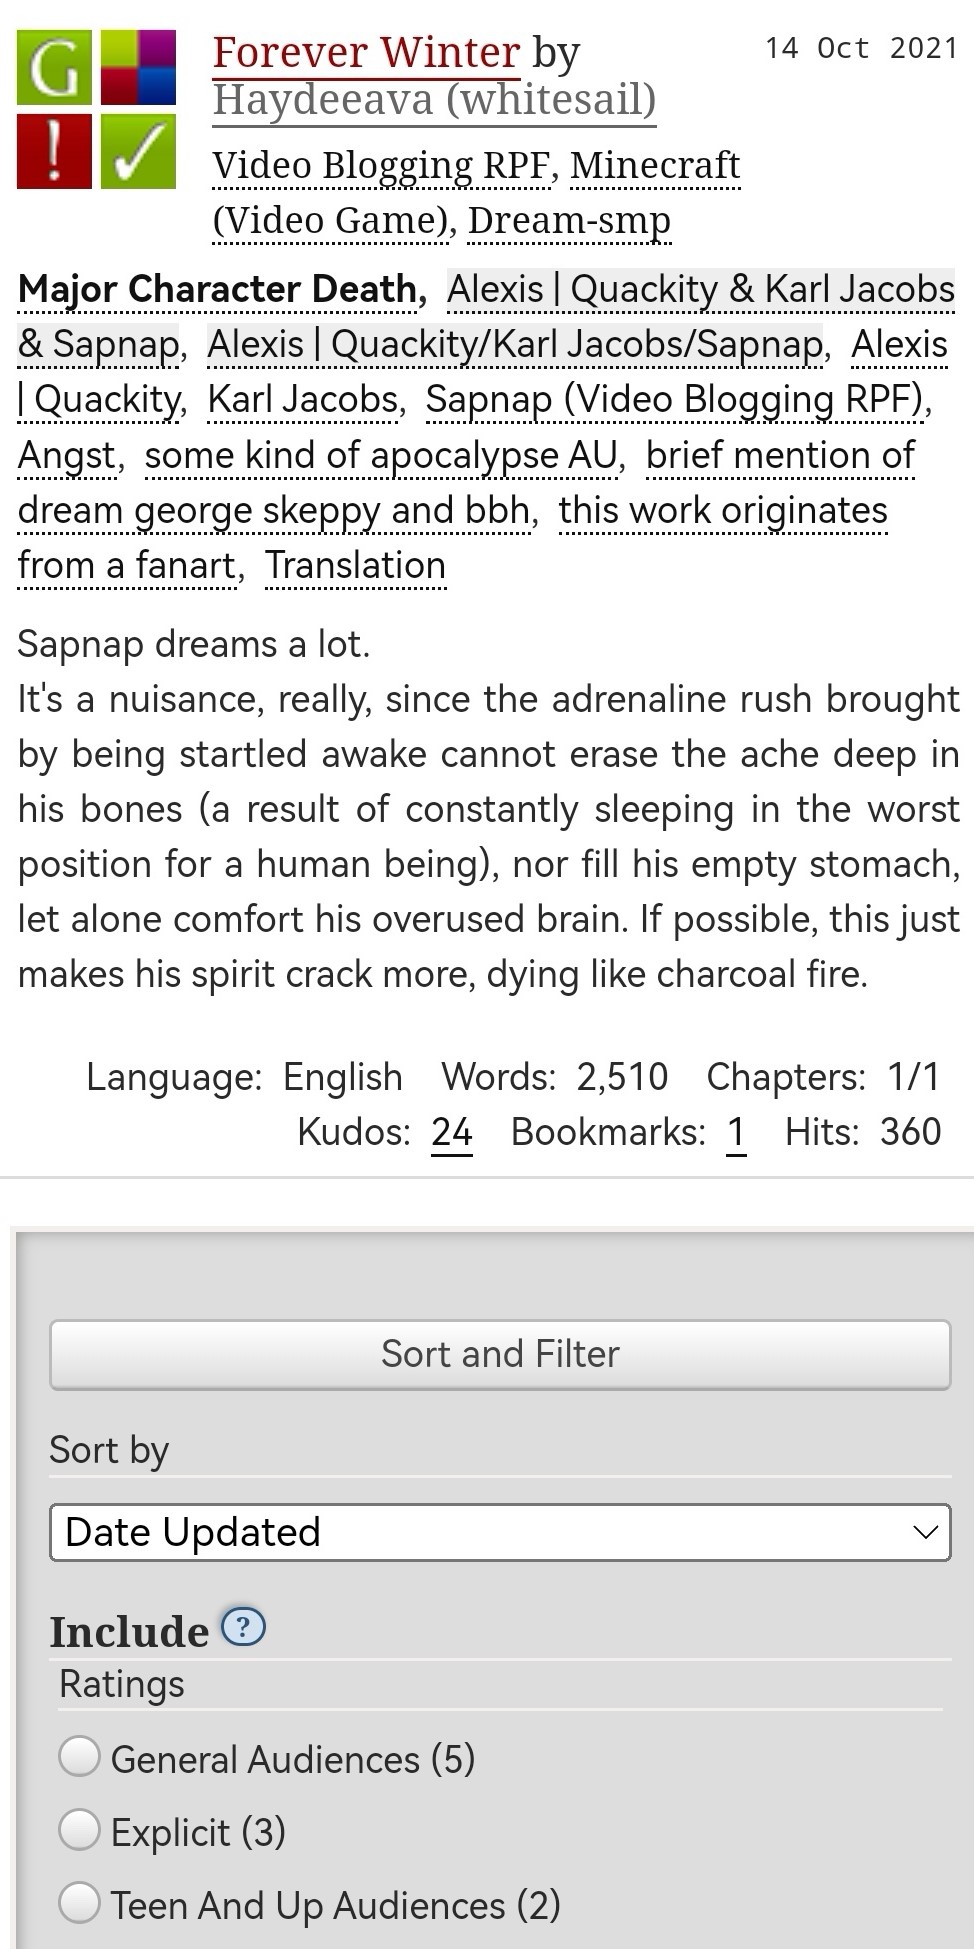 G
Forever Winter by
14 Oct 2021
Haydeeava (whitesail)
!
Video Blogging RPF, Minecraft
(Video Game), Dream-smp
Major Character Death, Alexis | Quackity & Karl Jacobs
& Sapnap, Alexis | Quackity/Karl Jacobs/Sapnap, Alexis
| Quackity, Karl Jacobs, Sapnap (Video Blogging RPF),
Angst, some kind of apocalypse AU, brief mention of
dream george skeppy and bbh, this work originates
from a fanart, Translation
Sapnap dreams a lot.
It's a nuisance, really, since the adrenaline rush brought
by being startled awake cannot erase the ache deep in
his bones (a result of constantly sleeping in the worst
position for a human being), nor fill his empty stomach,
let alone comfort his overused brain. If possible, this just
makes his spirit crack more, dying like charcoal fire.
Language: English Words: 2,510 Chapters: 1/1
Kudos: 24 Bookmarks: 1 Hits: 360
Sort and Filter
Sort by
Date Updated
Include ?
Ratings
General Audiences (5)
Explicit (3)
Teen And Up Audiences (2)